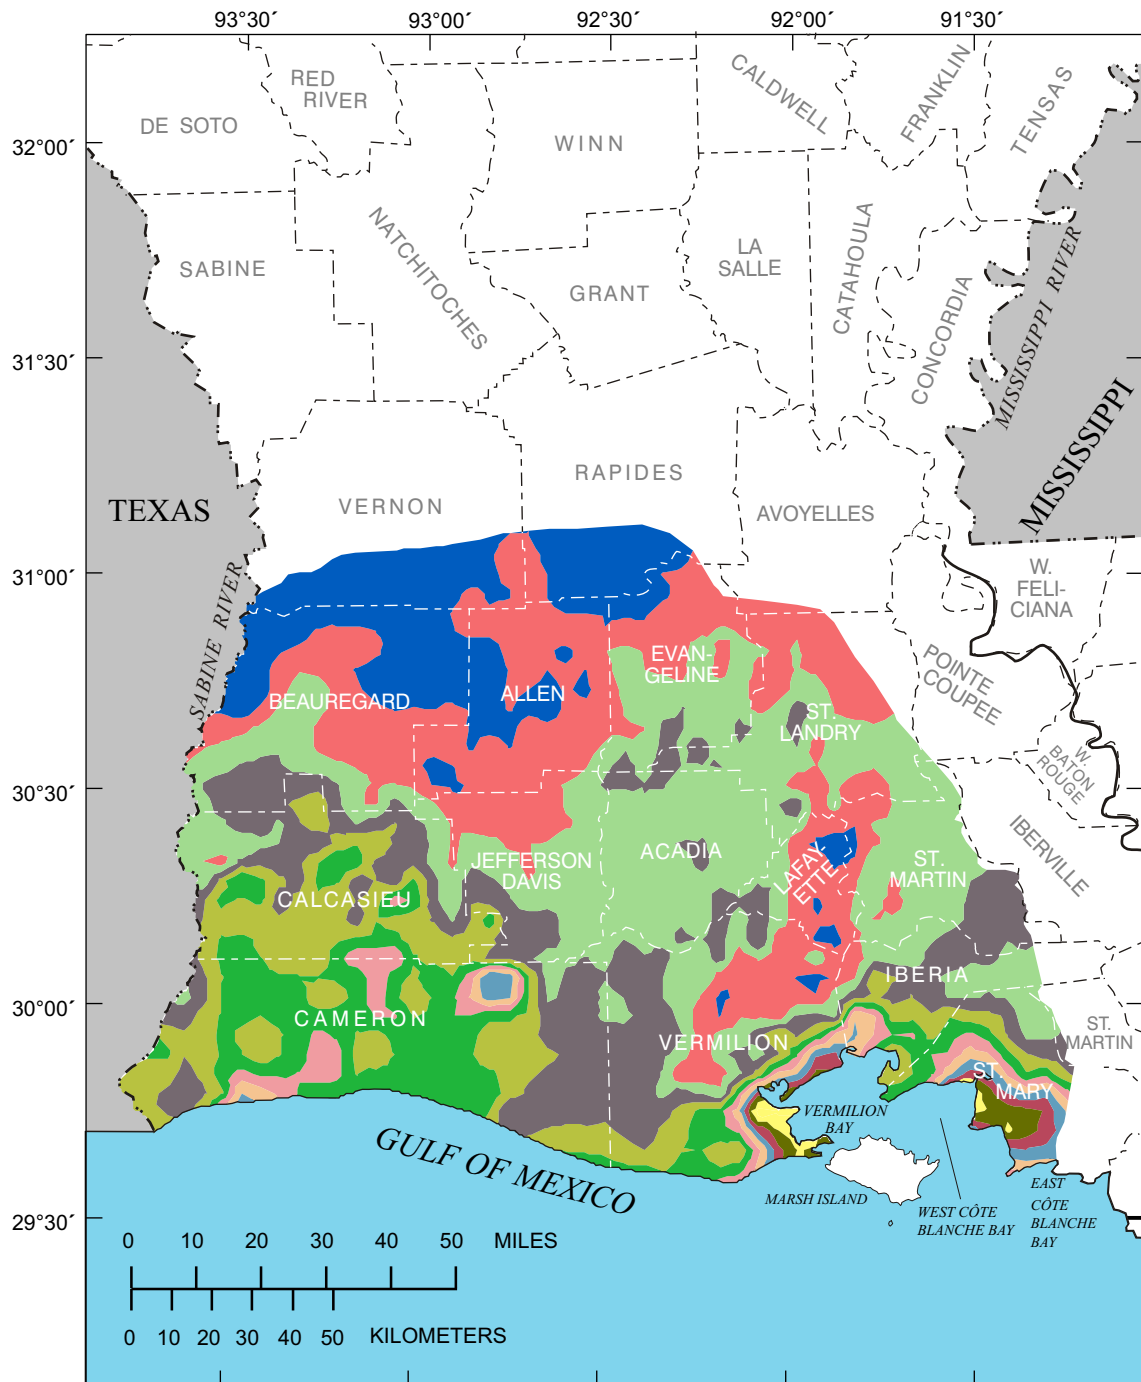 93°30´ 93°00´ 92°30´ 92°00´ 91°30´
RED
RIVER
DE SOTO
WINN
CALDWELL
FRANKLIN
TENSAS
32°00´
SABINE
NATCHITOCHES
GRANT
LA
SALLE
CATAHOULA
CONCORDIA
MISSISSIPPI RIVER
31°30´
MISSISSIPPI
TEXAS
VERNON
RAPIDES
AVOYELLES
31°00´
W.
FELI-
CIANA
SABINE RIVER
BEAUREGARD
ALLEN
EVAN-
GELINE
ST.
LANDRY
POINTE
COUPEE
W.
BATON
ROUGE
30°30´
IBERVILLE
JEFFERSON
DAVIS
ACADIA
LAFAY-
ETTE
ST.
MARTIN
CALCASIEU
IBERIA
30°00´
CAMERON
VERMILION
ST.
MARTIN
ST.
MARY
VERMILION
BAY
GULF OF MEXICO
MARSH ISLAND
WEST CÔTE
BLANCHE BAY
EAST
CÔTE
BLANCHE
BAY
29°30´
0 10 20 30 40 50 MILES
0 10 20 30 40 50 KILOMETERS